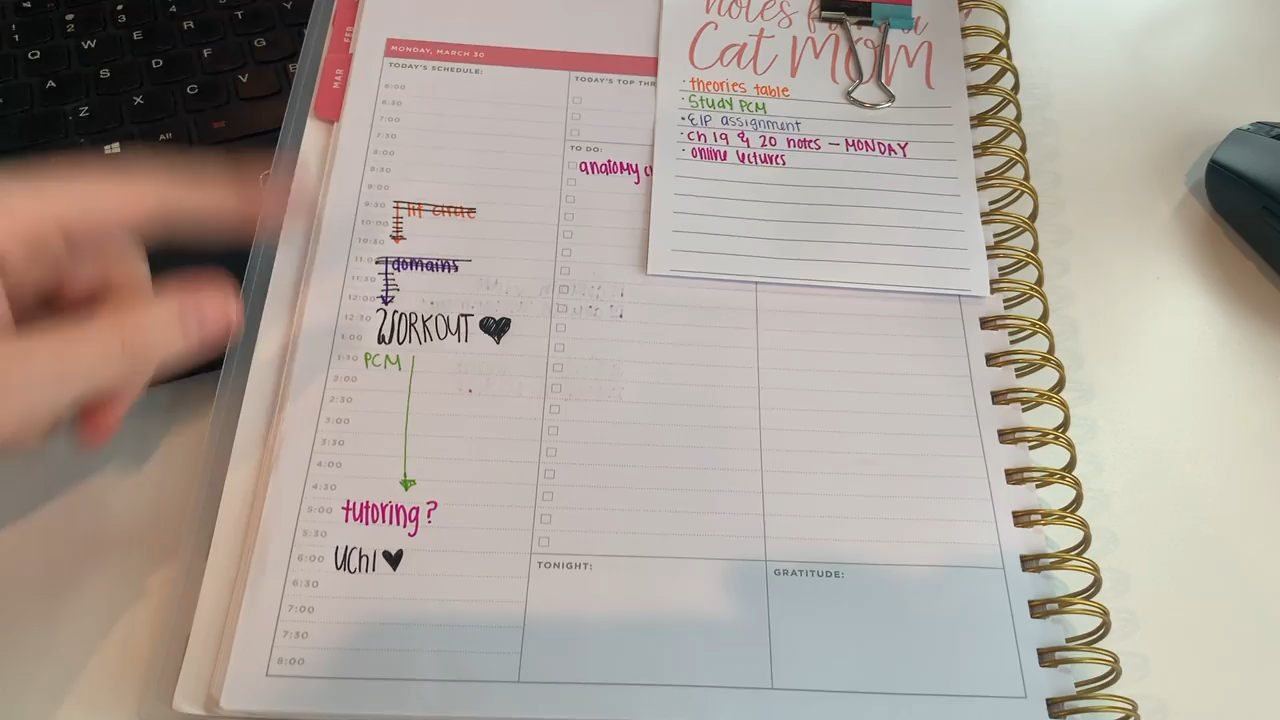 FEB
MAR
MONDAY, MARCH 30
TODAY'S SCHEDULE:
6:00
6:30
7:00
7:30
8:00
8:30
9:00
9:30 lit circle
10:00
10:30
11:00 domains
11:30
12:00
12:30 WORKOUT
1:00
1:30 PCM
2:00
2:30
3:00
3:30
4:00
4:30
5:00 tutoring?
5:30
6:00 UCHI
6:30
7:00
7:30
8:00
TODAY'S TOP THR
TO DO:
anatomy
TONIGHT:
GRATITUDE:
notes
Cat Mom
· theories table
· Study PCM
· EIP assignment
· Ch 19 & 20 notes – MONDAY
· online lectures
Q W E R T Y
A S D F G
Z X C V B
Alt